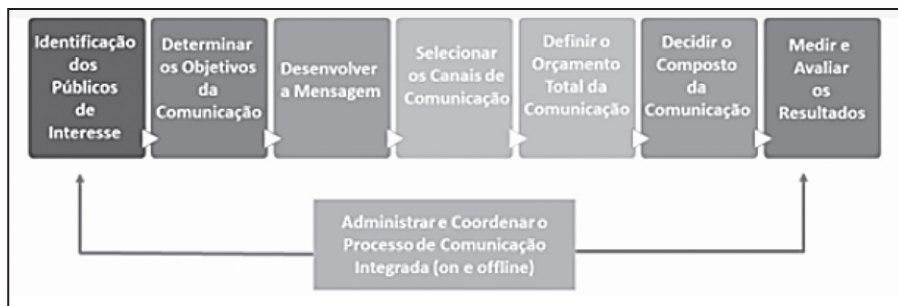 Identificação
dos
Públicos
de
Interesse
Determinar
os Objetivos
da
Comunicação
Desenvolver
a Mensagem
Selecionar
os Canais de
Comunicação
Definir o
Orçamento
Total da
Comunicação
Decidir o
Composto
da
Comunicação
Medir e
Avaliar
os
Resultados
Administrar e Coordenar o
Processo de Comunicação
Integrada (on e offline)